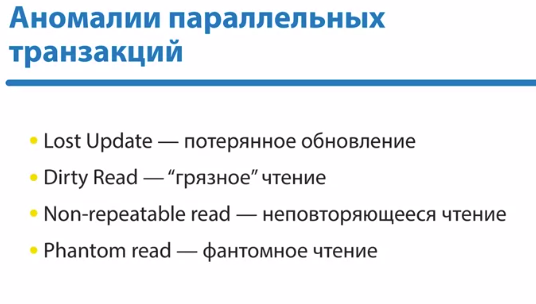 Аномалии параллельных
транзакций
• Lost Update — потерянное обновление
• Dirty Read — “грязное” чтение
• Non-repeatable read — неповторяющееся чтение
• Phantom read — фантомное чтение